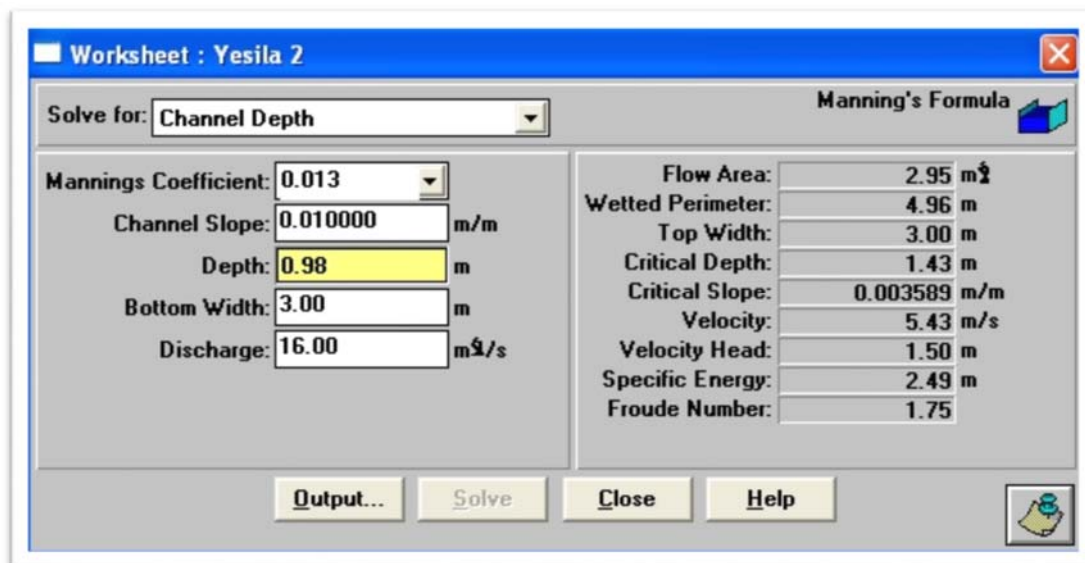 Worksheet : Yesila 2
Solve for: Channel Depth
Manning's Formula
Mannings Coefficient: 0.013
Channel Slope: 0.010000 m/m
Depth: 0.98 m
Bottom Width: 3.00 m
Discharge: 16.00 m³/s
Flow Area: 2.95 m²
Wetted Perimeter: 4.96 m
Top Width: 3.00 m
Critical Depth: 1.43 m
Critical Slope: 0.003589 m/m
Velocity: 5.43 m/s
Velocity Head: 1.50 m
Specific Energy: 2.49 m
Froude Number: 1.75
Output... Solve Close Help